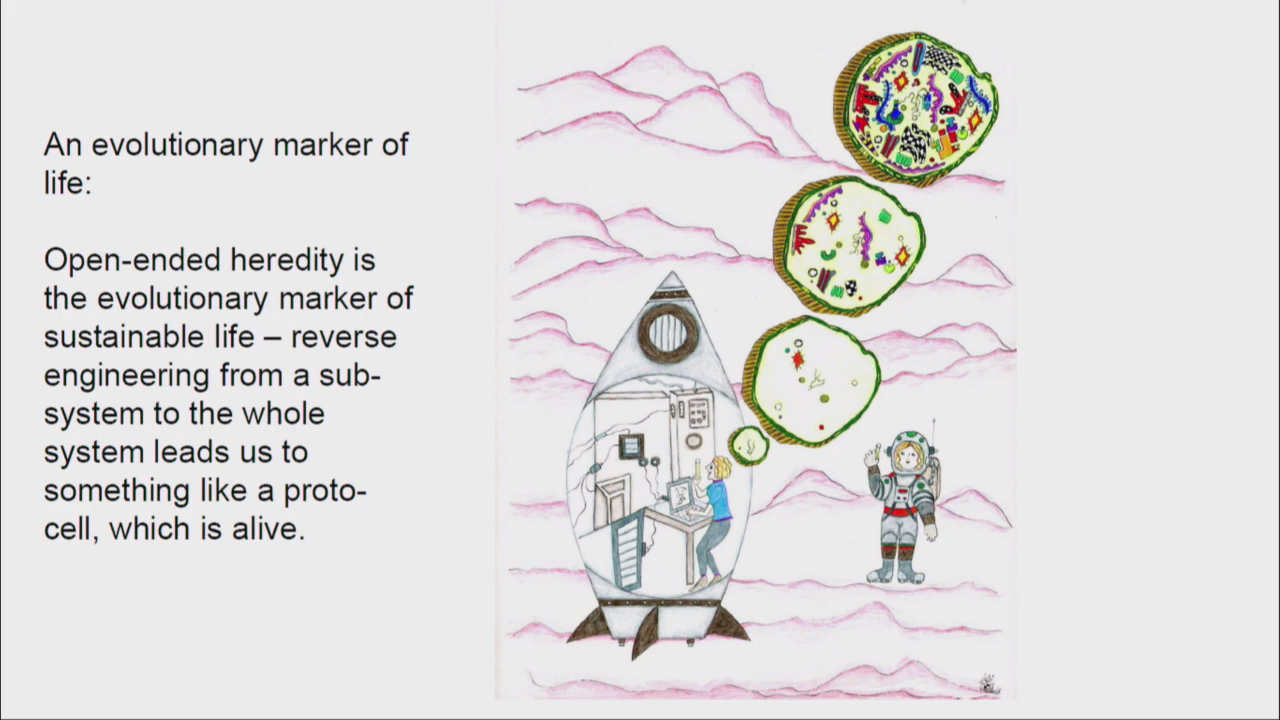 An evolutionary marker of
life:
Open-ended heredity is
the evolutionary marker of
sustainable life – reverse
engineering from a sub-
system to the whole
system leads us to
something like a proto-
cell, which is alive.